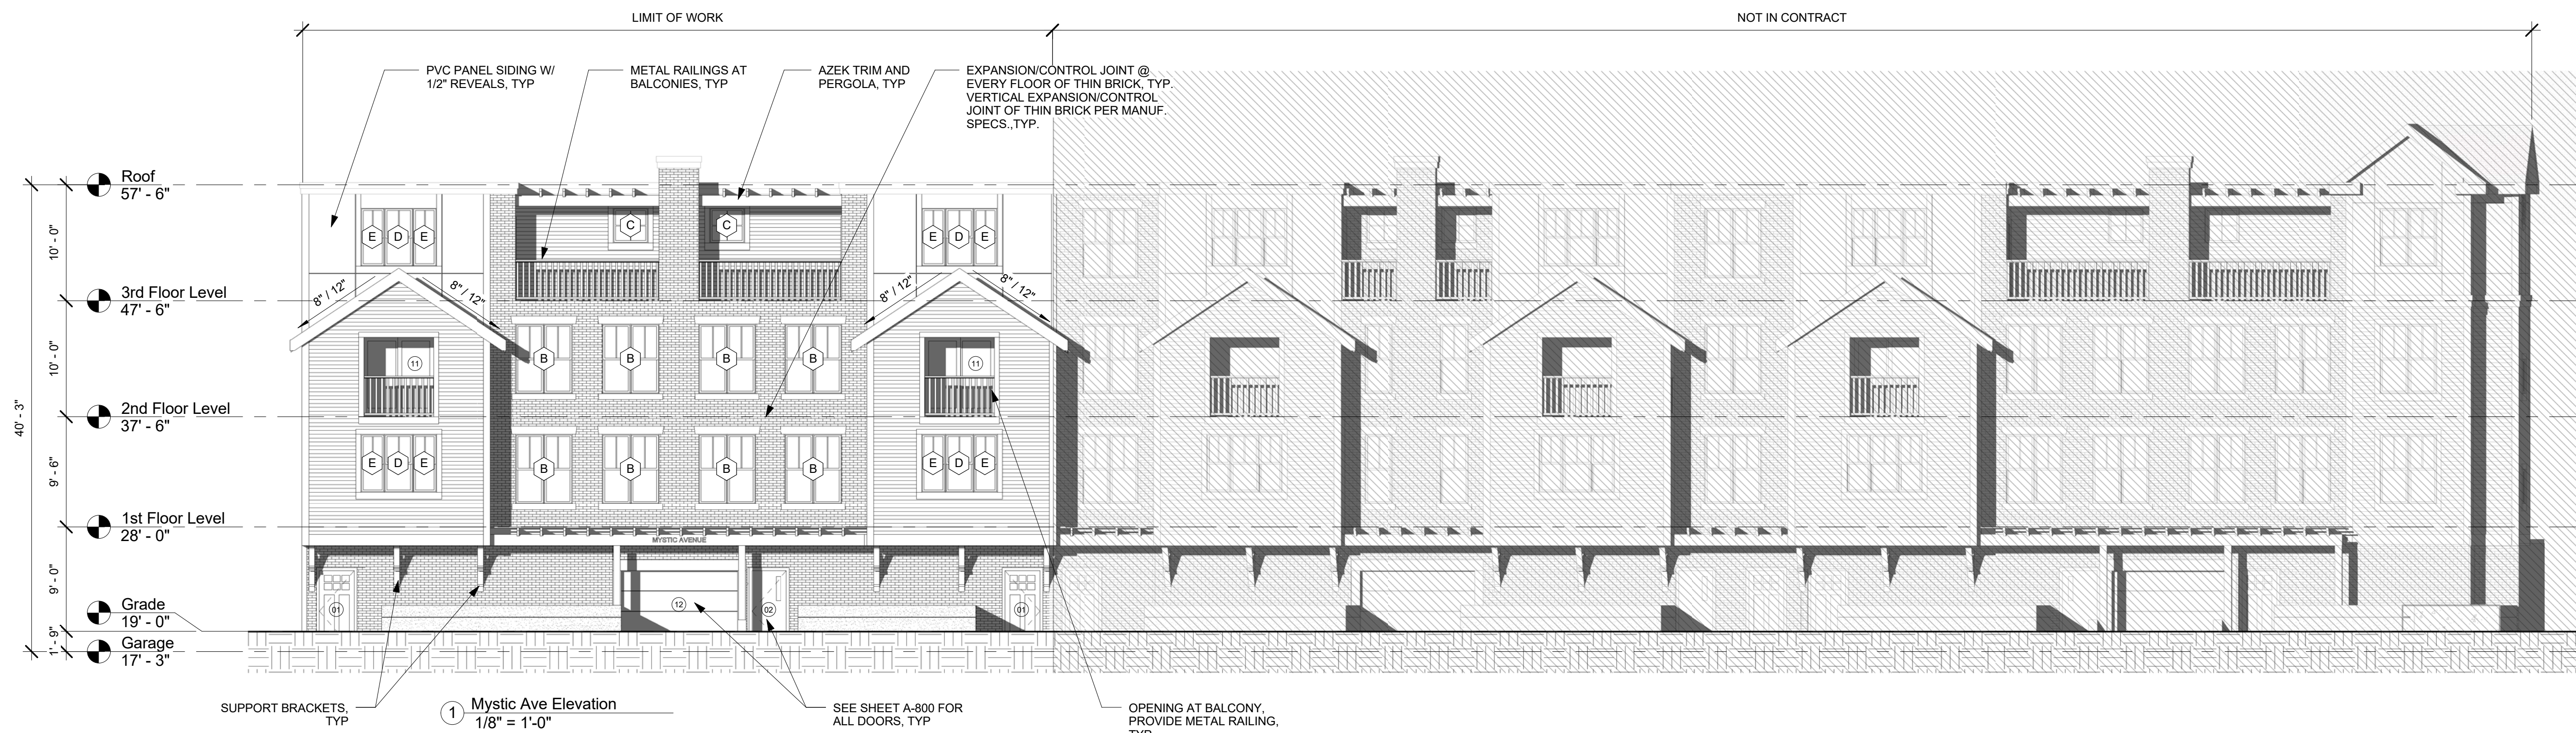 LIMIT OF WORK
NOT IN CONTRACT
PVC PANEL SIDING W/
1/2" REVEALS, TYP
METAL RAILINGS AT
BALCONIES, TYP
AZEK TRIM AND
PERGOLA, TYP
EXPANSION/CONTROL JOINT @
EVERY FLOOR OF THIN BRICK, TYP.
VERTICAL EXPANSION/CONTROL
JOINT OF THIN BRICK PER MANUF.
SPECS.,TYP.
Roof
57' - 6"
10' - 0"
E D E
C
C
E D E
3rd Floor Level
47' - 6"
8" / 12"
8" / 12"
8" / 12"
8" / 12"
10' - 0"
11
B
B
B
B
11
2nd Floor Level
37' - 6"
40' - 3"
9' - 6"
E D E
B
B
B
B
E D E
1st Floor Level
28' - 0"
MYSTIC AVENUE
9' - 0"
Grade
19' - 0"
01
12
02
01
1' - 9"
Garage
17' - 3"
SUPPORT BRACKETS,
TYP
1 Mystic Ave Elevation
1/8" = 1'-0"
SEE SHEET A-800 FOR
ALL DOORS, TYP
OPENING AT BALCONY,
PROVIDE METAL RAILING,